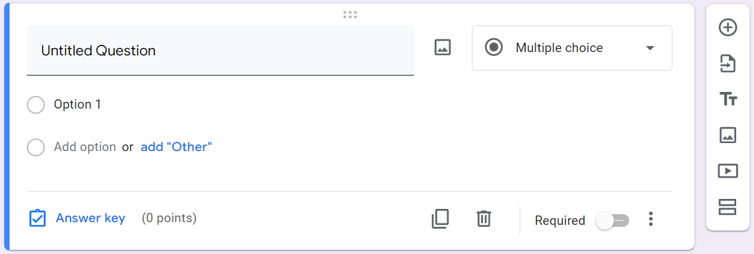 Untitled Question
Multiple choice
Option 1
Add option or add "Other"
Answer key (0 points)
Required